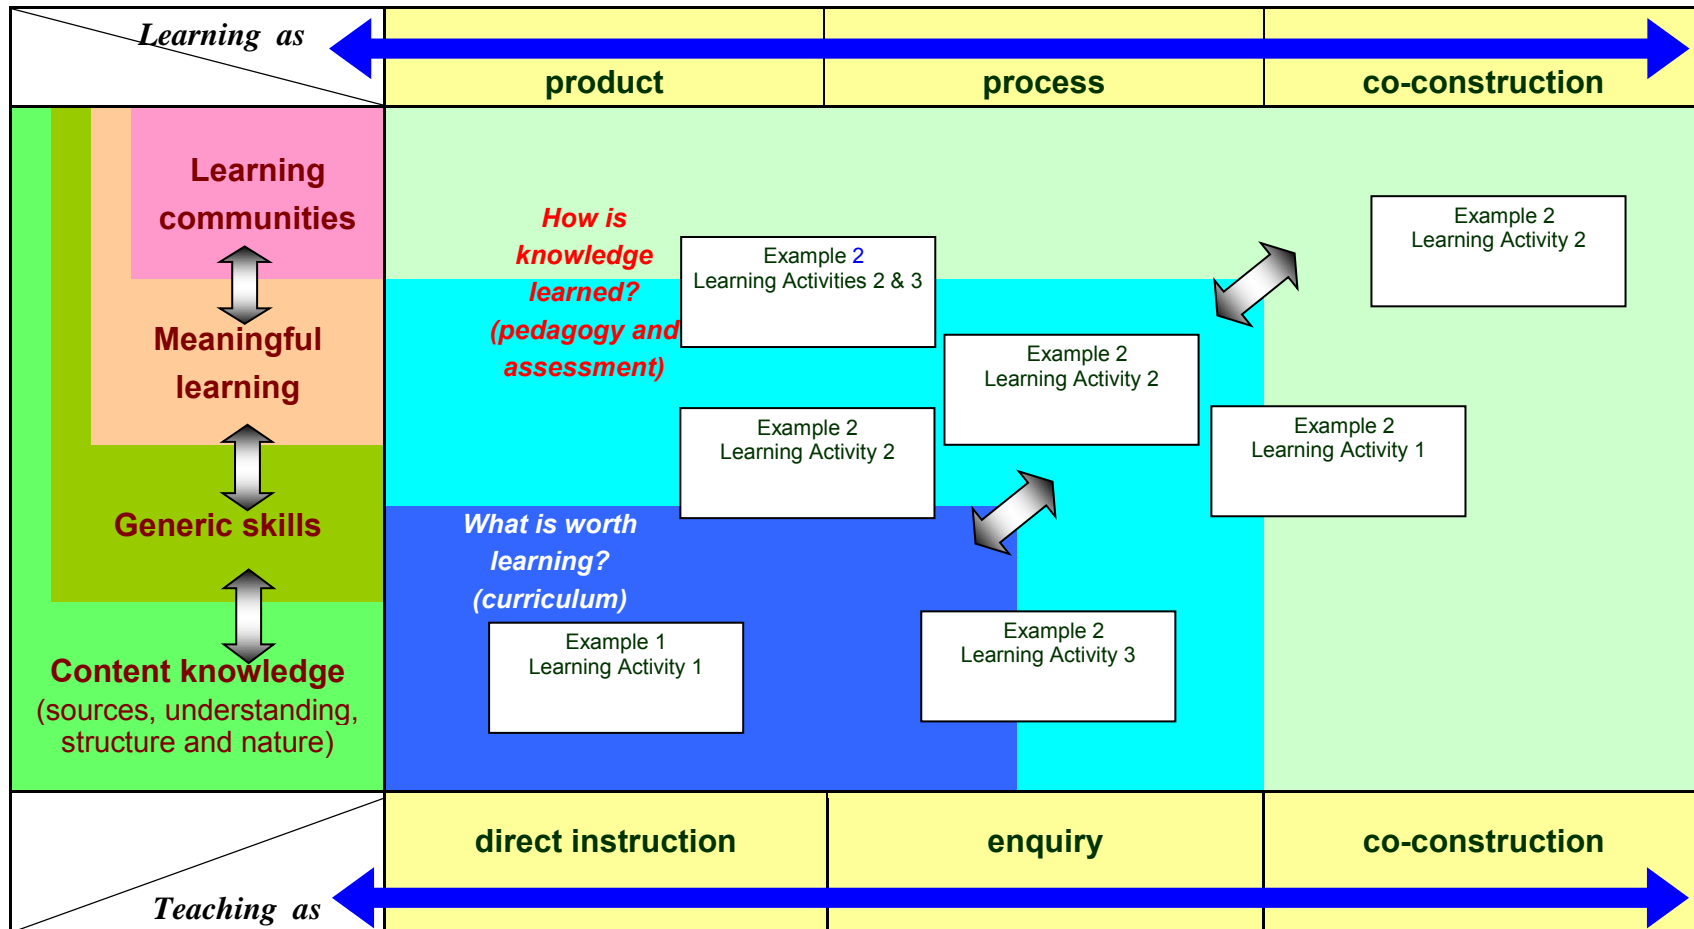 Learning as
product
process
co-construction
Learning
communities
Meaningful
learning
Generic skills
Content knowledge
(sources, understanding,
structure and nature)
How is
knowledge
learned?
(pedagogy and
assessment)
Example 2
Learning Activities 2 & 3
Example 2
Learning Activity 2
Example 2
Learning Activity 2
Example 2
Learning Activity 2
Example 2
Learning Activity 1
What is worth
learning?
(curriculum)
Example 1
Learning Activity 1
Example 2
Learning Activity 3
direct instruction
enquiry
co-construction
Teaching as